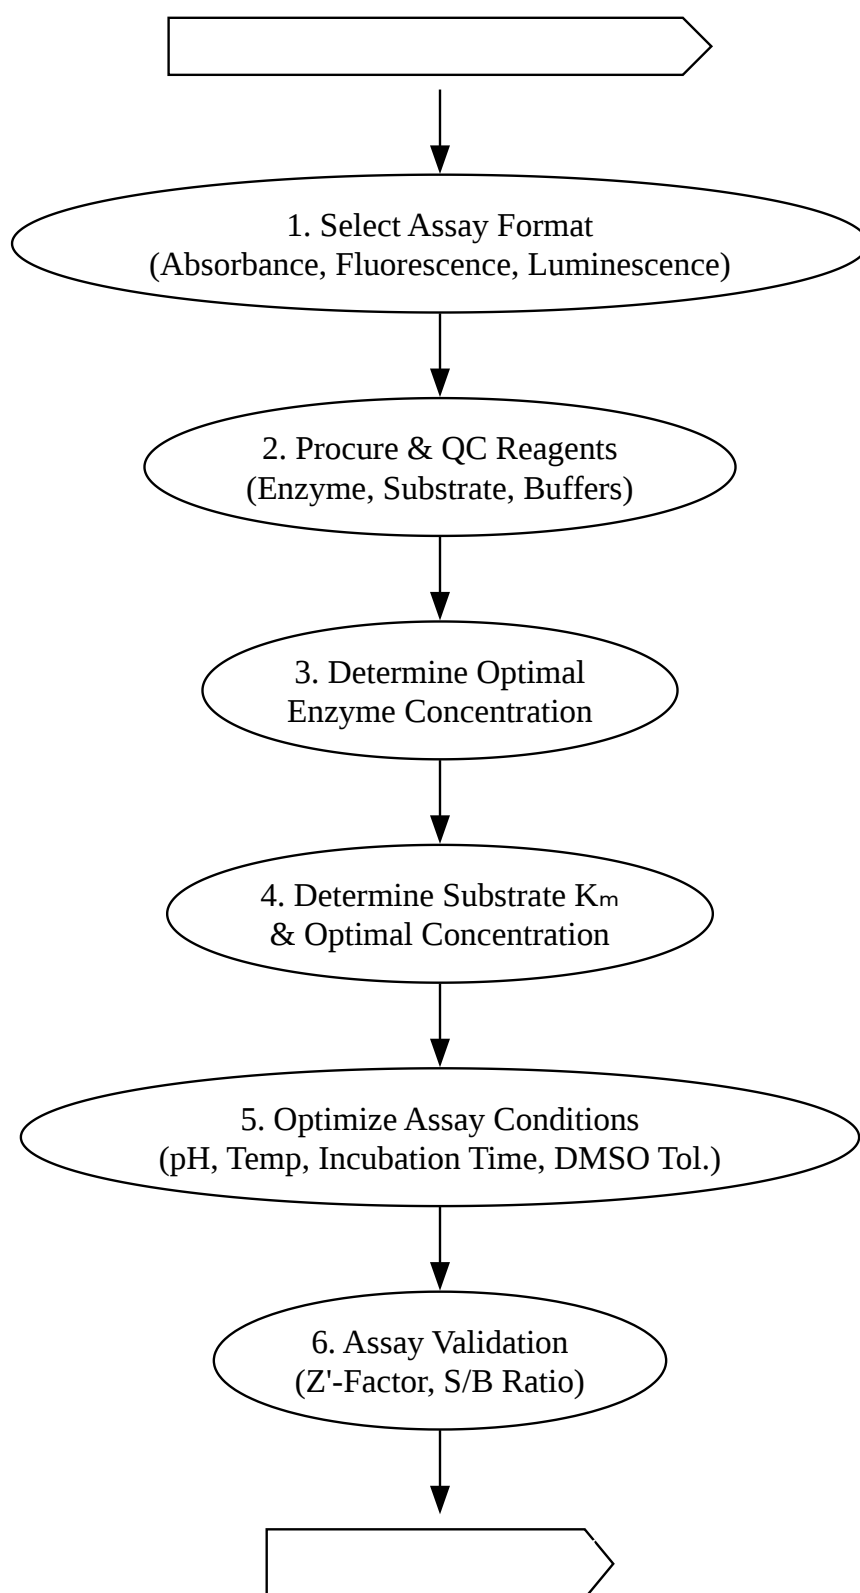 1. Select Assay Format
(Absorbance, Fluorescence, Luminescence)
2. Procure & QC Reagents
(Enzyme, Substrate, Buffers)
3. Determine Optimal
Enzyme Concentration
4. Determine Substrate Kₘ
& Optimal Concentration
5. Optimize Assay Conditions
(pH, Temp, Incubation Time, DMSO Tol.)
6. Assay Validation
(Z'-Factor, S/B Ratio)